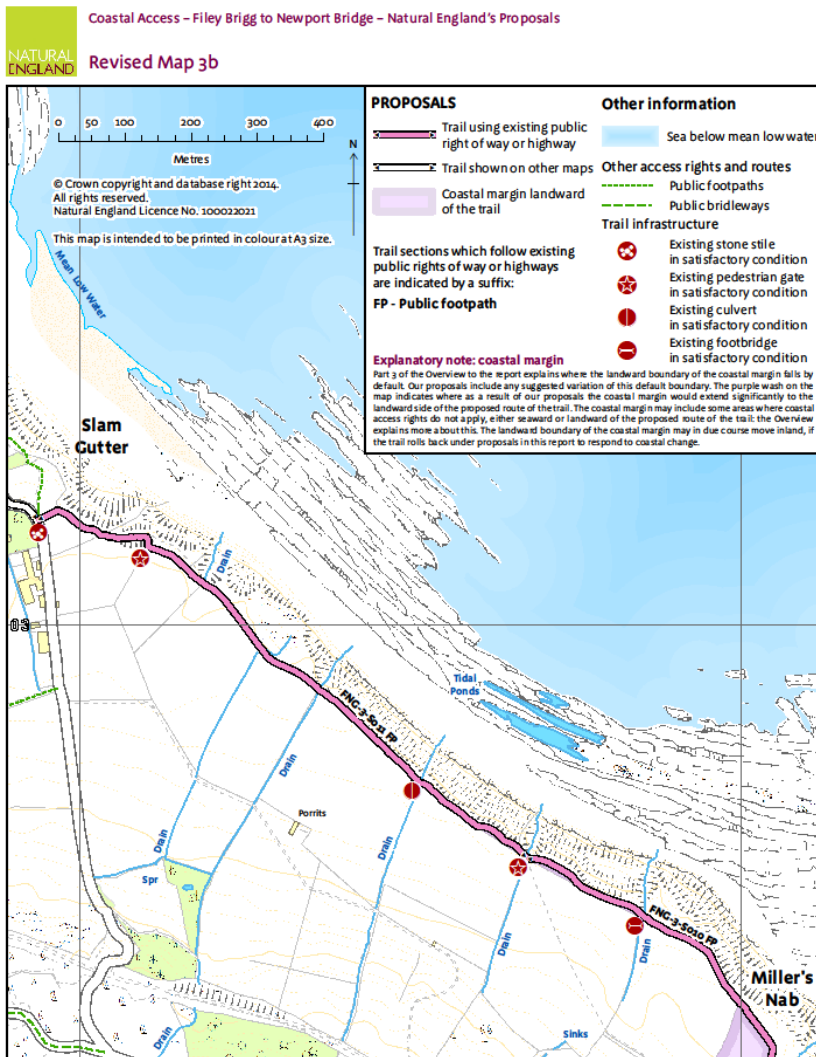 Coastal Access – Filey Brigg to Newport Bridge – Natural England's Proposals
NATURAL
ENGLAND
Revised Map 3b
0 50 100 200 300 400
Metres
N
© Crown copyright and database right 2014.
All rights reserved.
Natural England Licence No. 100022021
This map is intended to be printed in colour at A3 size.
PROPOSALS
Trail using existing public
right of way or highway
Trail shown on other maps
Coastal margin landward
of the trail
Trail sections which follow existing
public rights of way or highways
are indicated by a suffix:
FP - Public footpath
Other information
Sea below mean low water
Other access rights and routes
Public footpaths
Public bridleways
Trail infrastructure
Existing stone stile
in satisfactory condition
Existing pedestrian gate
in satisfactory condition
Existing culvert
in satisfactory condition
Existing footbridge
in satisfactory condition
Explanatory note: coastal margin
Part 3 of the Overview to the report explains where the landward boundary of the coastal margin falls by
default. Our proposals include any suggested variation of this default boundary. The purple wash on the
map indicates where as a result of our proposals the coastal margin would extend significantly to the
landward side of the proposed route of the trail. The coastal margin may include some areas where coastal
access rights do not apply, either seaward or landward of the proposed route of the trail: the Overview
explains more about this. The landward boundary of the coastal margin may in due course move inland, if
the trail rolls back under proposals in this report to respond to coastal change.
Mean Low Water
Slam
Gutter
Drain
03
Tidal
Ponds
FNG-3-S011 FP
Drain
Porrits
Drain
Drain
Spr
Drain
Drain
FNG-3-S010 FP
Miller's
Nab
Sinks
Drain